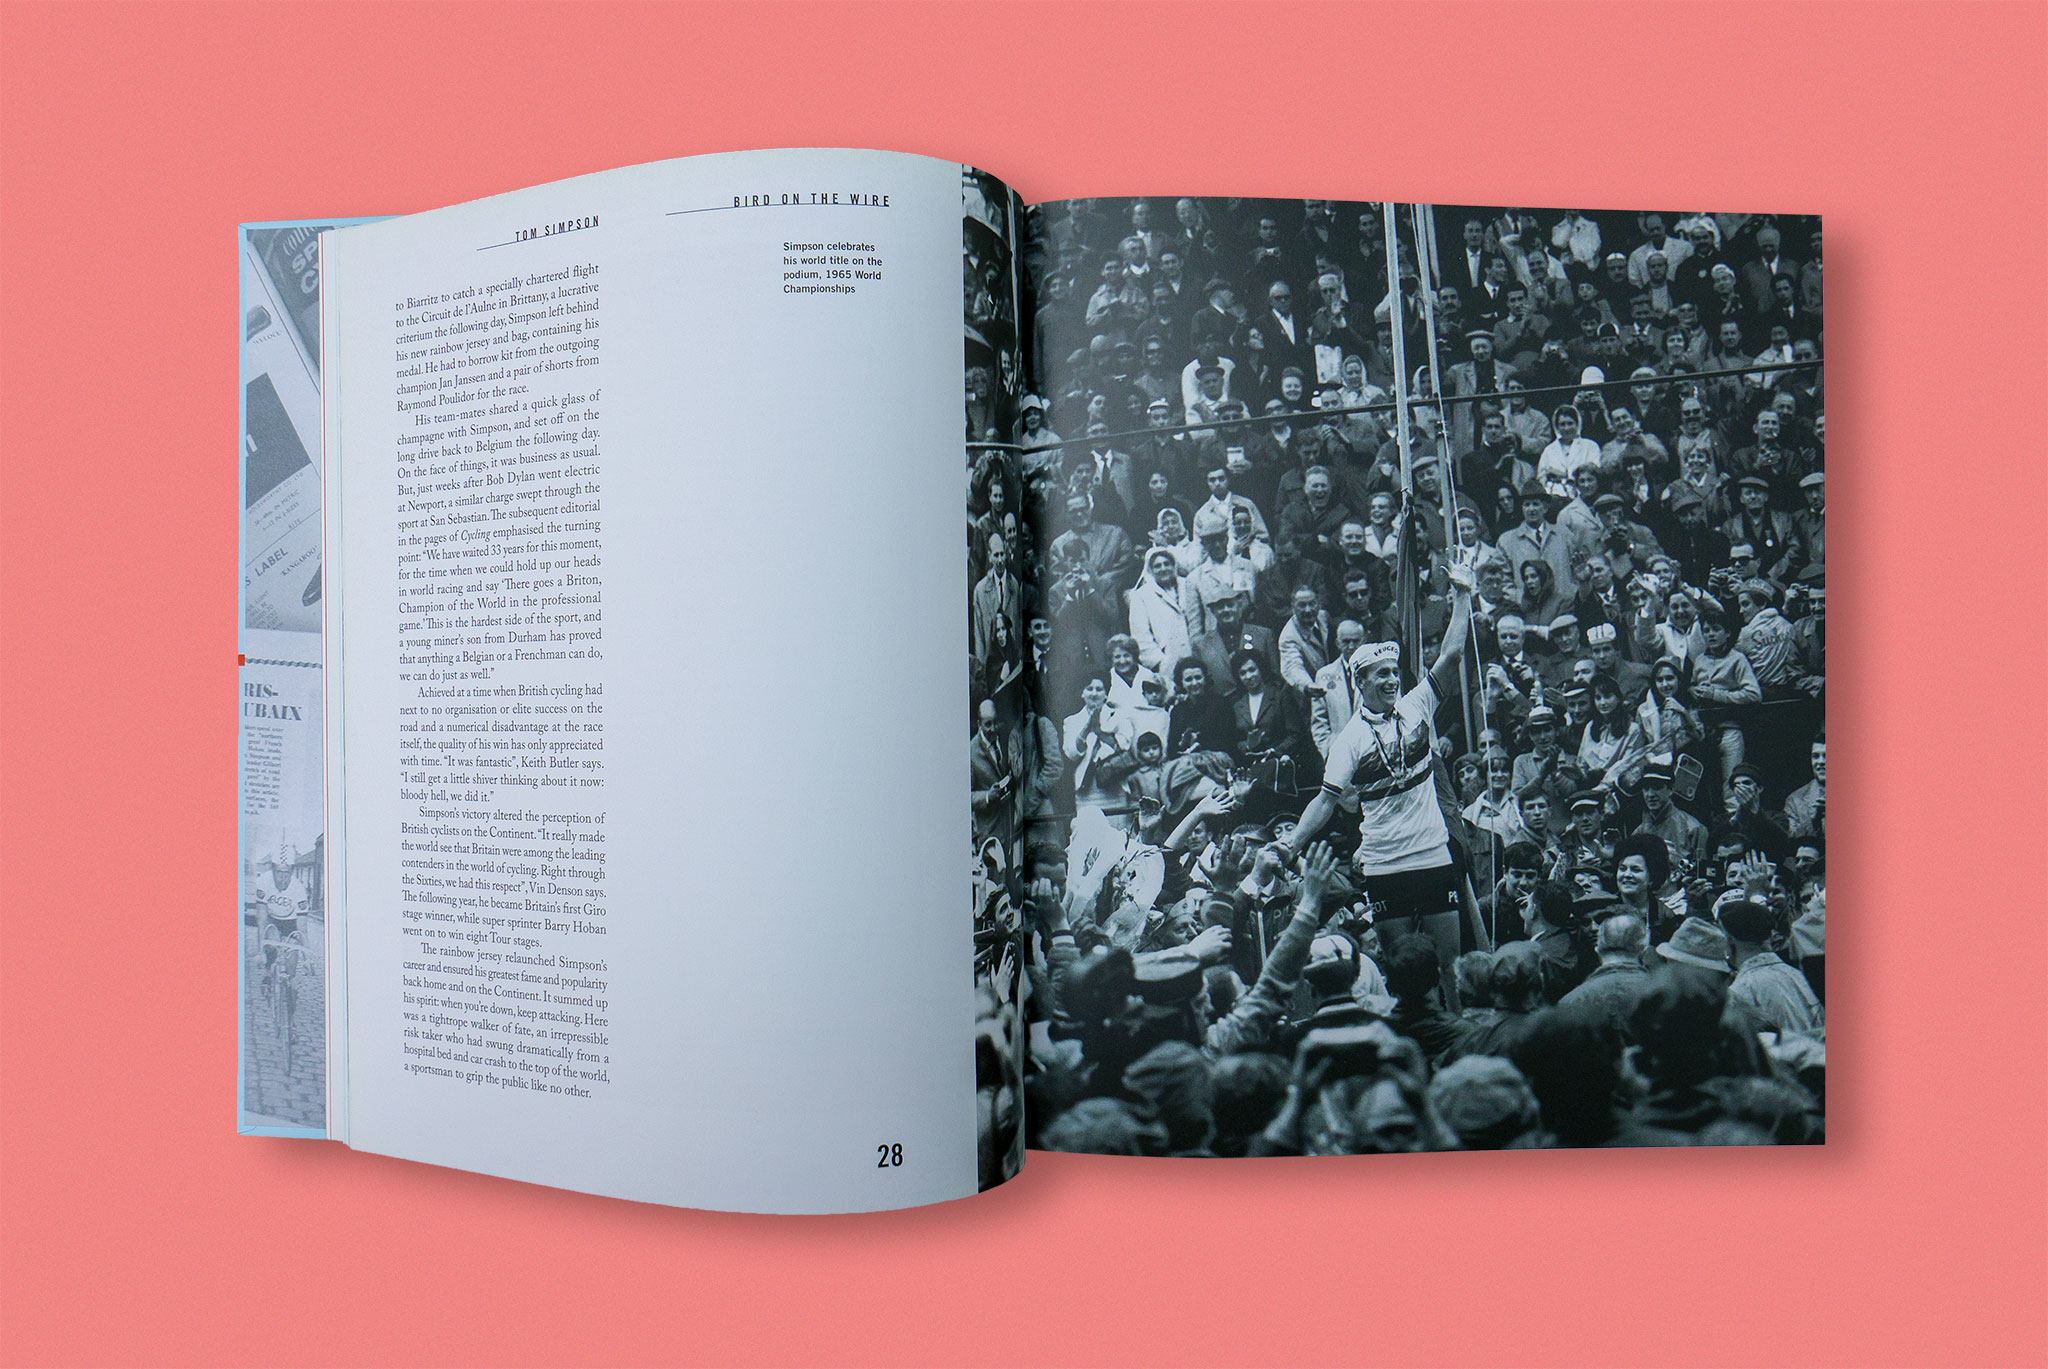 TOM SIMPSON
to Biarritz to catch a specially chartered flight
to the Circuit de l'Aulne in Brittany, a lucrative
criterium the following day, Simpson left behind
his new rainbow jersey and bag, containing his
medal. He had to borrow kit from the outgoing
champion Jan Janssen and a pair of shorts from
Raymond Poulidor for the race.
His team-mates shared a quick glass of
champagne with Simpson, and set off on the
long drive back to Belgium the following day.
On the face of things, it was business as usual.
But, just weeks after Bob Dylan went electric
at Newport, a similar charge swept through the
sport at San Sebastian. The subsequent editorial
in the pages of Cycling emphasised the turning
point: “We have waited 33 years for this moment,
for the time when we could hold up our heads
in world racing and say ‘There goes a Briton,
Champion of the World in the professional
game.’ This is the hardest side of the sport, and
a young miner's son from Durham has proved
that anything a Belgian or a Frenchman can do,
we can do just as well.”
Achieved at a time when British cycling had
next to no organisation or elite success on the
road and a numerical disadvantage at the race
itself, the quality of his win has only appreciated
with time. “It was fantastic”, Keith Butler says.
“I still get a little shiver thinking about it now:
bloody hell, we did it.”
Simpson's victory altered the perception of
British cyclists on the Continent. “It really made
the world see that Britain were among the leading
contenders in the world of cycling. Right through
the Sixties, we had this respect”, Vin Denson says.
The following year, he became Britain's first Giro
stage winner, while super sprinter Barry Hoban
went on to win eight Tour stages.
The rainbow jersey relaunched Simpson's
career and ensured his greatest fame and popularity
back home and on the Continent. It summed up
his spirit: when you're down, keep attacking. Here
was a tightrope walker of fate, an irrepressible
risk taker who had swung dramatically from a
hospital bed and car crash to the top of the world,
a sportsman to grip the public like no other.
BIRD ON THE WIRE
Simpson celebrates
his world title on the
podium, 1965 World
Championships
28
S LABEL
"KANGAROO"
RIS-
UBAIX
PEUGEOT